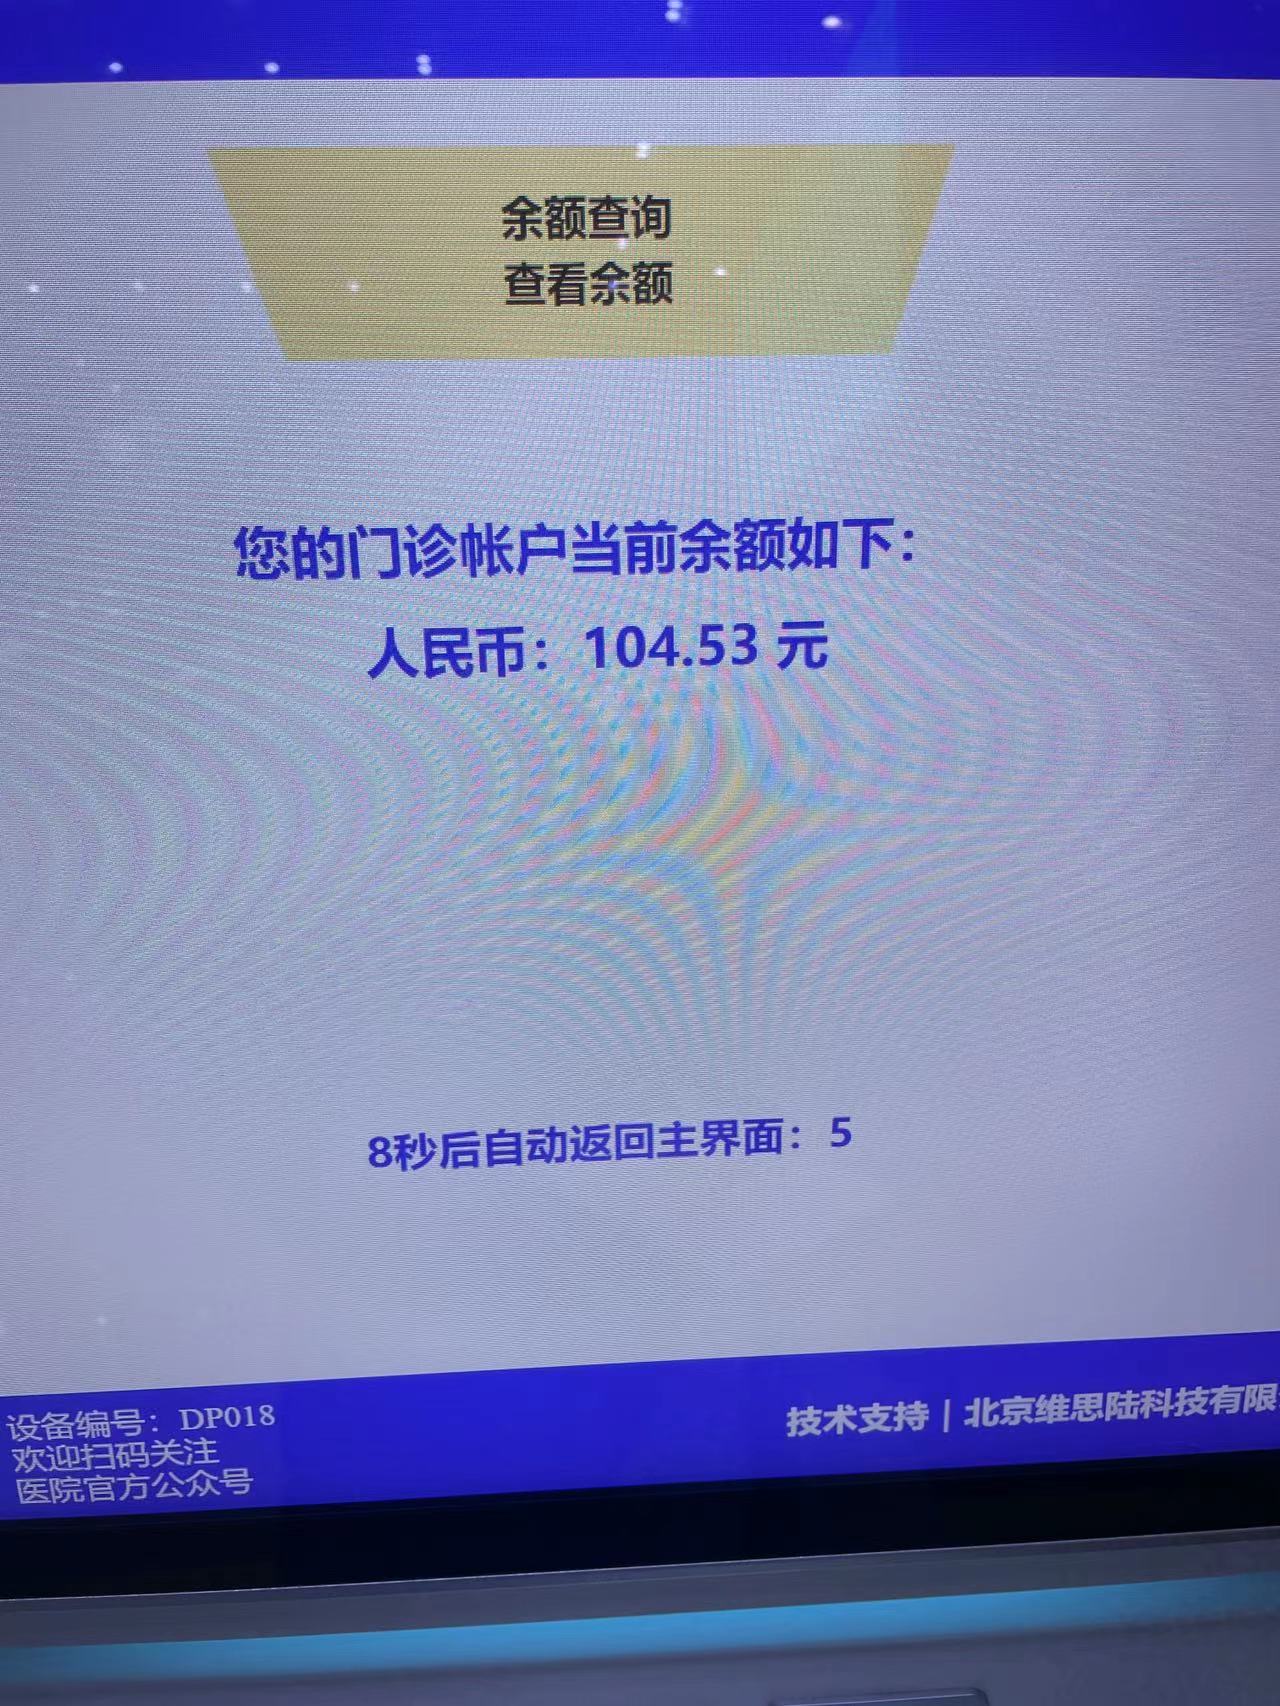 余额查询
查看余额
您的门诊帐户当前余额如下：
人民币：104.53 元
8秒后自动返回主界面：5
设备编号：DP018
欢迎扫码关注
医院官方公众号
技术支持｜北京维思陆科技有限